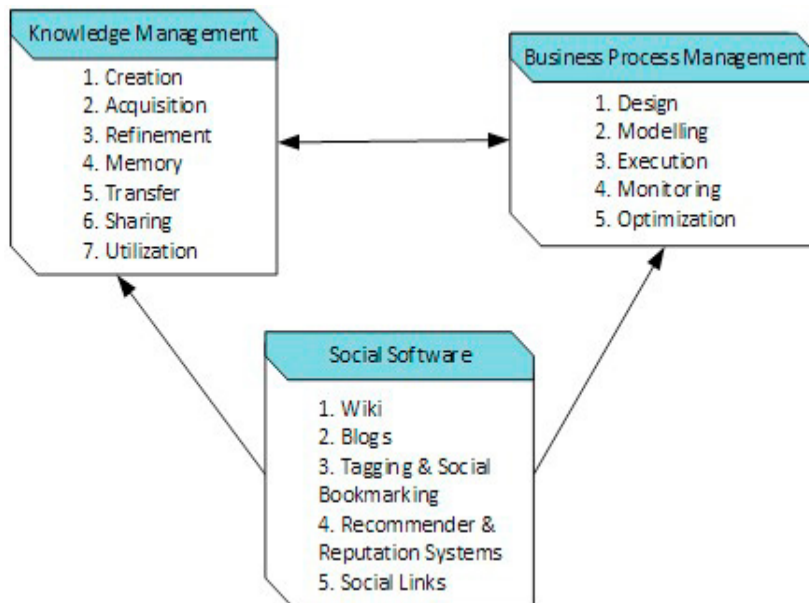 Knowledge Management
1. Creation
2. Acquisition
3. Refinement
4. Memory
5. Transfer
6. Sharing
7. Utilization
Business Process Management
1. Design
2. Modelling
3. Execution
4. Monitoring
5. Optimization
Social Software
1. Wiki
2. Blogs
3. Tagging & Social
Bookmarking
4. Recommender &
Reputation Systems
5. Social Links